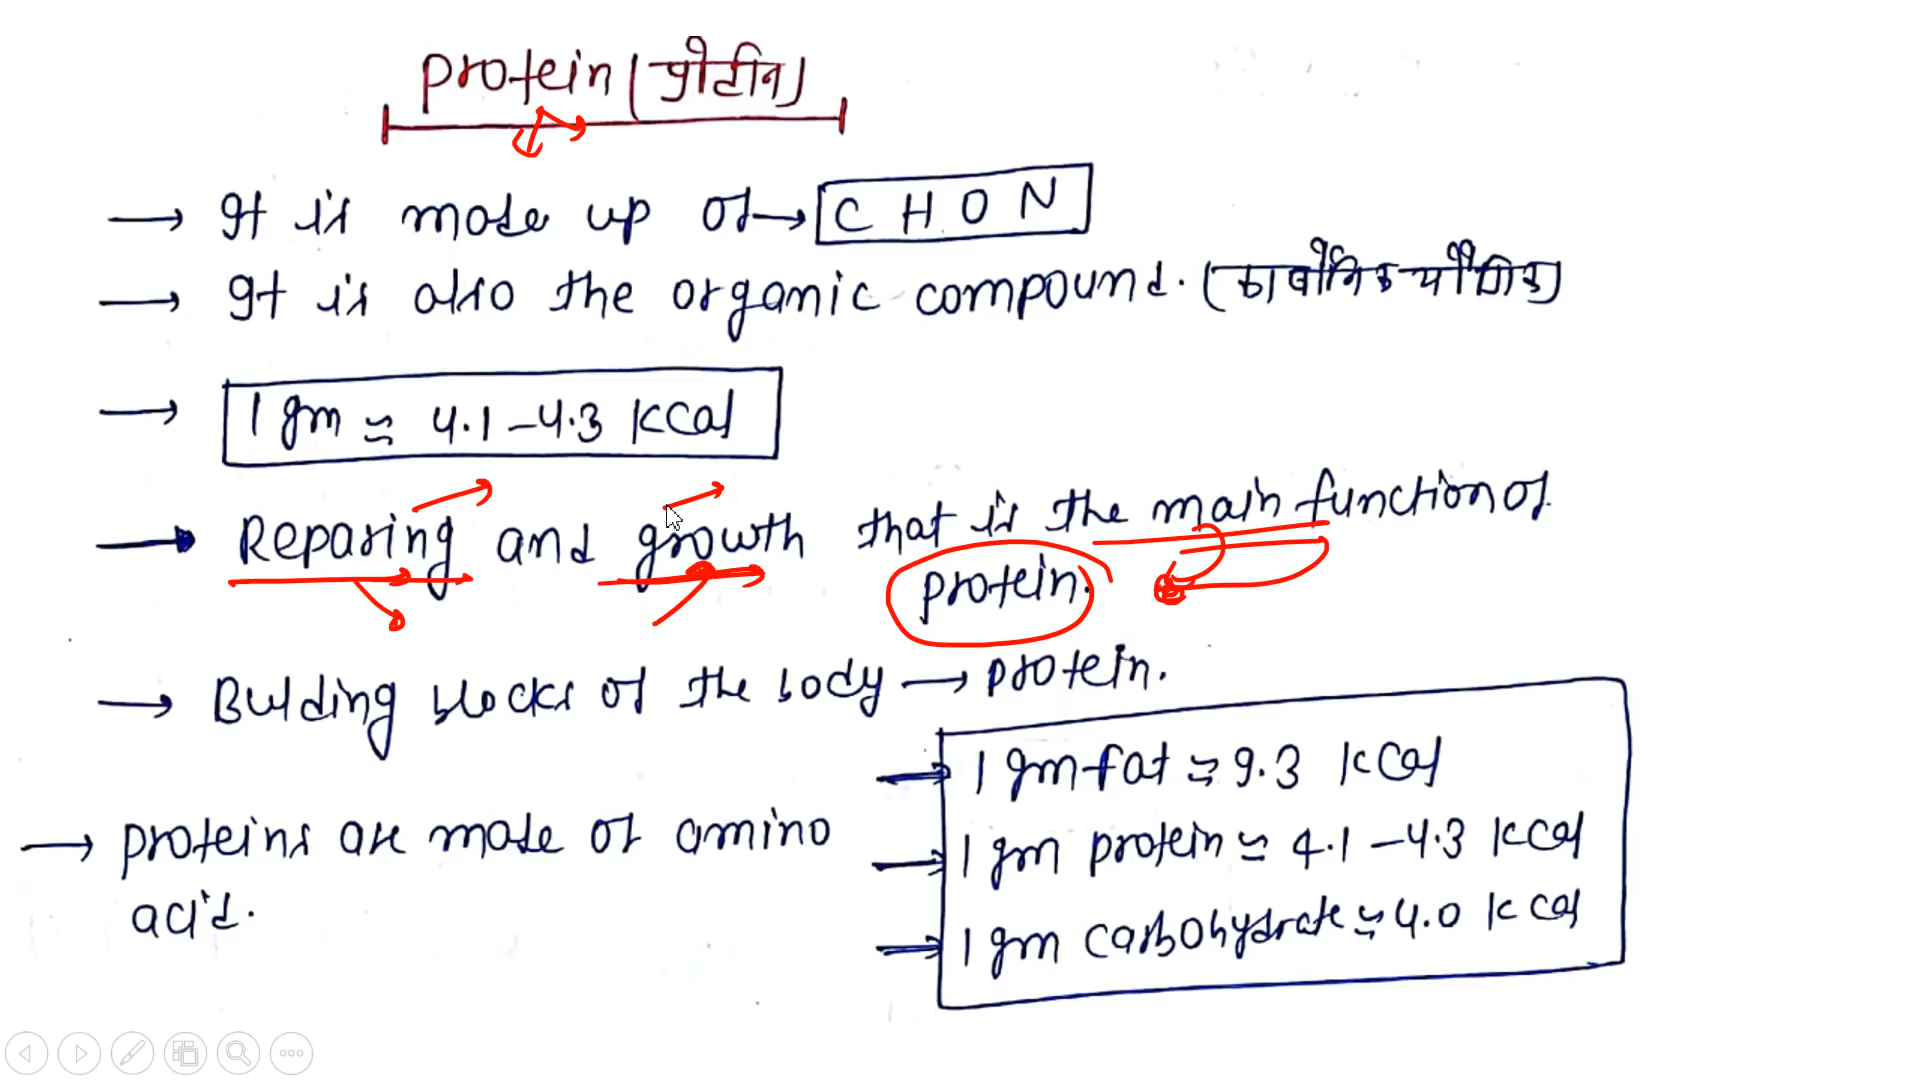 Protein (प्रोटीन)
→ It is made up of → C H O N
→ It is also the organic compound. (कार्बोनिक यौगिक)
→ 1 gm ≈ 4.1 – 4.3 kcal
→ Reparing and growth that is the main function of
protein.
→ Bulding blocks of the body → protein.
→ proteins are made of amino
acid.
→ 1 gm fat ≈ 9.3 kcal
→ 1 gm protein ≈ 4.1 – 4.3 kcal
→ 1 gm carbohydrate ≈ 4.0 kcal